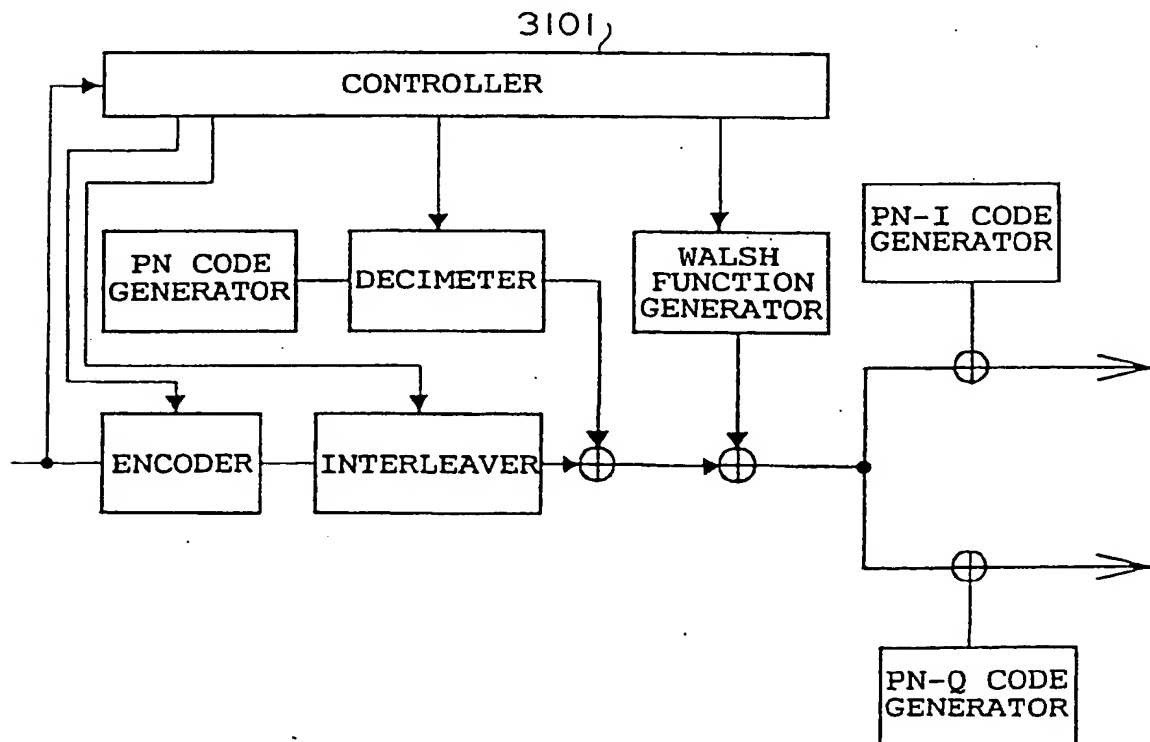 3101
CONTROLLER
PN CODE
GENERATOR
DECIMETER
WALSH
FUNCTION
GENERATOR
PN-I CODE
GENERATOR
ENCODER
INTERLEAVER
PN-Q CODE
GENERATOR